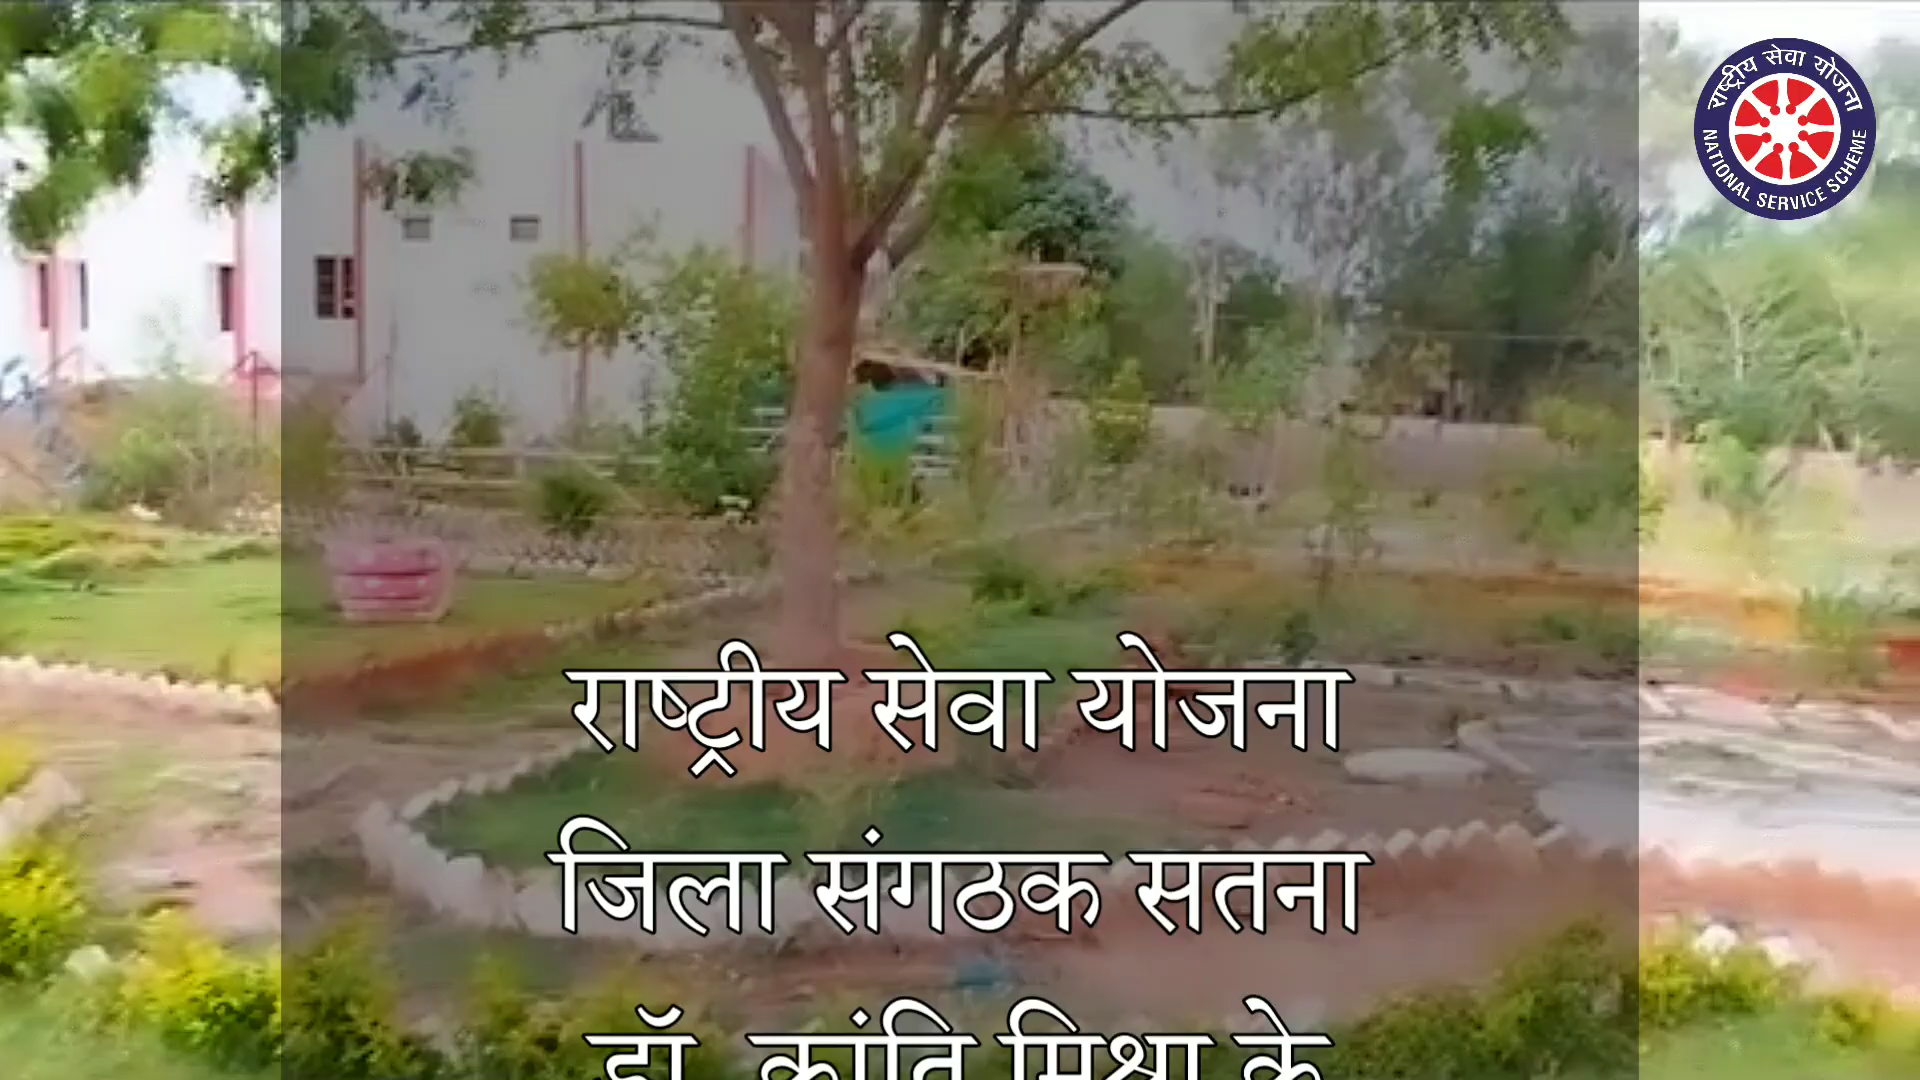 राष्ट्रीय सेवा योजना
NATIONAL SERVICE SCHEME
राष्ट्रीय सेवा योजना
जिला संगठक सतना
डॉ. कांति मिश्रा के